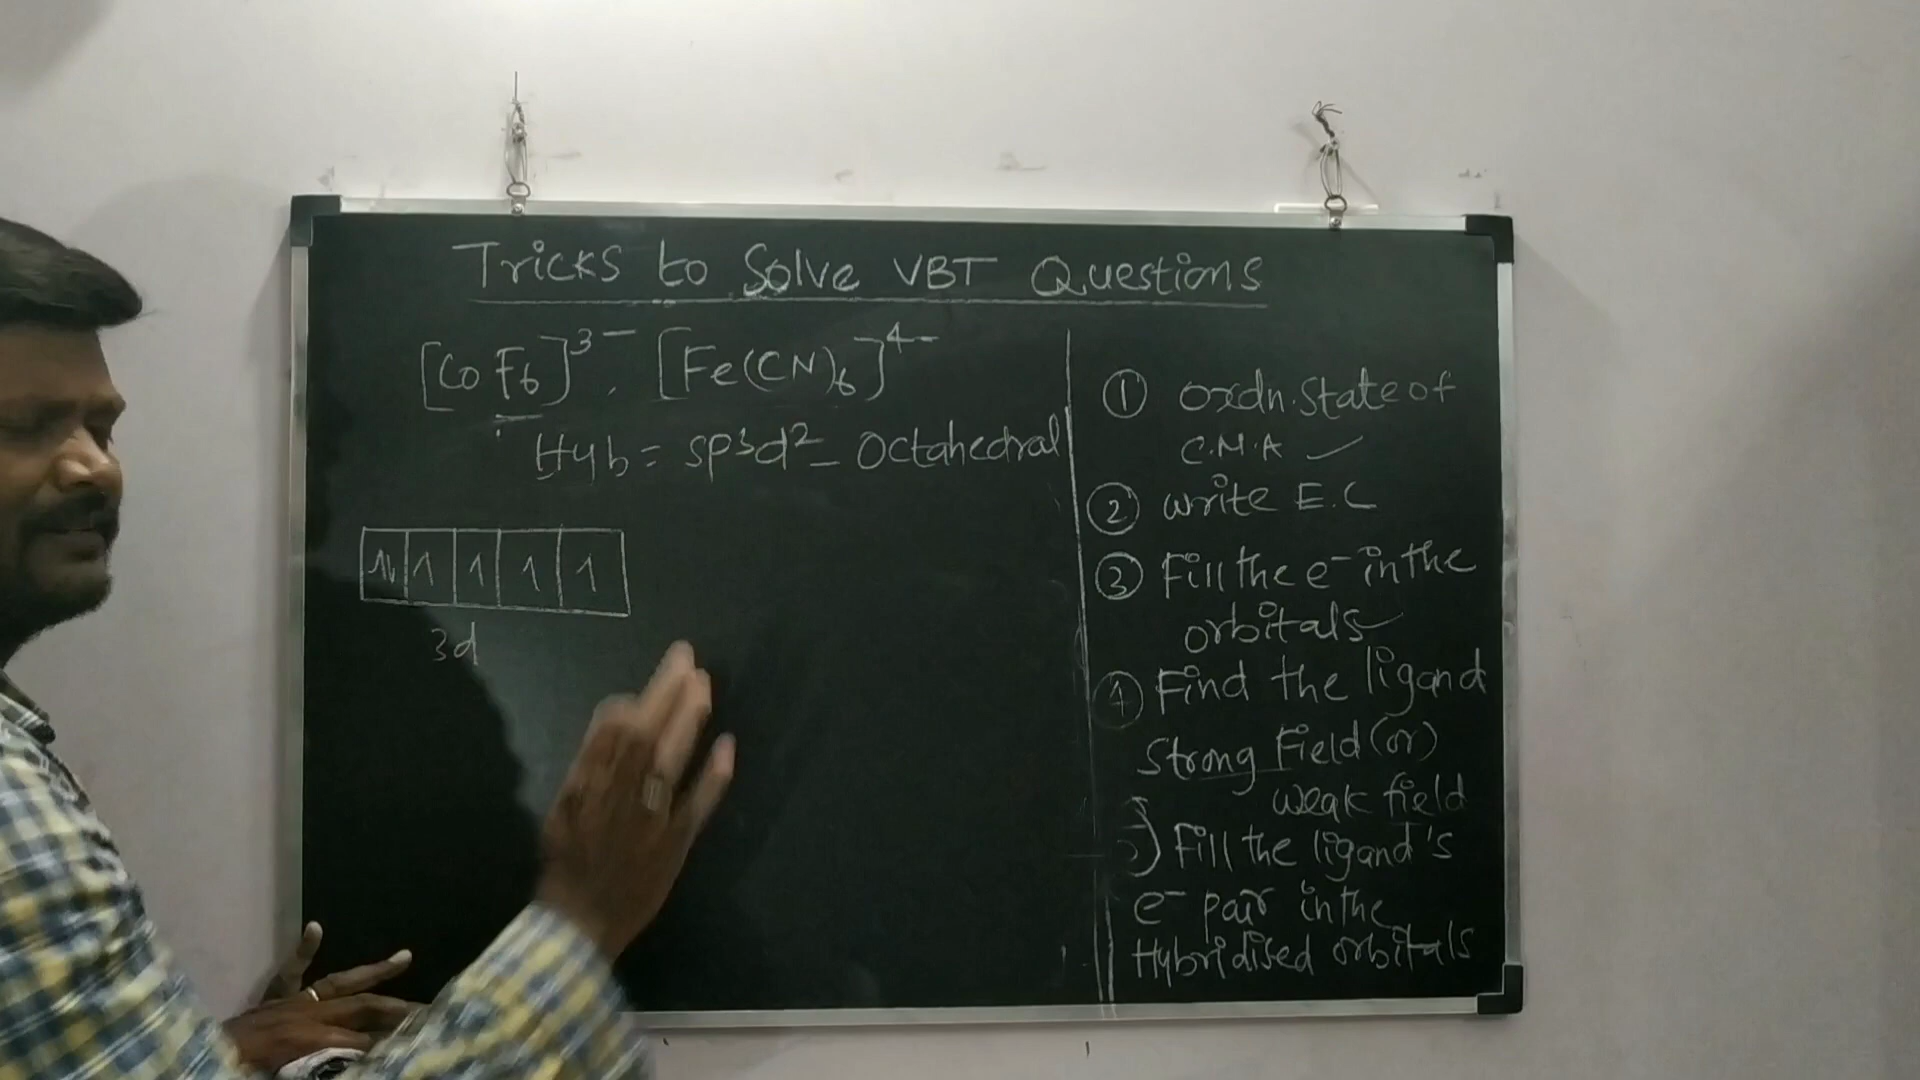 Tricks to Solve VBT Questions
[CoF6]3- , [Fe(CN)6]4-
Hyb = sp3d2 - Octahedral
1l 1 1 1 1
3d
① oxdn. State of
C.M.A ✓
② write E.C
③ Fill the e- in the
orbitals
④ Find the ligand
Strong Field (or)
weak field
5) Fill the ligand's
e- pair in the
Hybridised orbitals